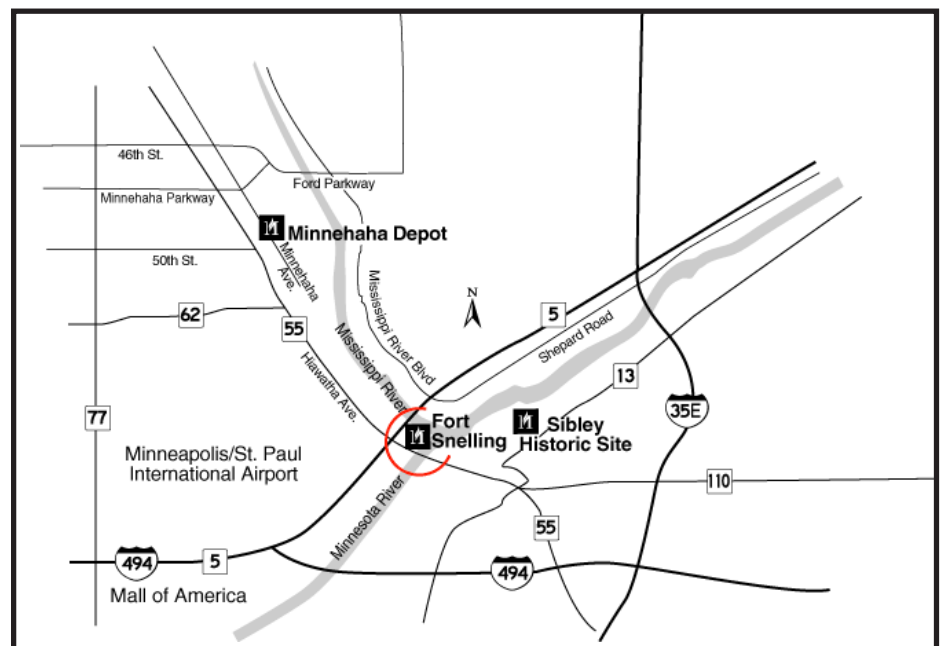 46th St.
Ford Parkway
Minnehaha Parkway
Minnehaha Depot
50th St.
Minnehaha
Ave.
Mississippi River Blvd
N
62
55
5
Shepard Road
Hiawatha Ave.
Mississippi River
13
77
35E
Fort
Snelling
Sibley
Historic Site
Minneapolis/St. Paul
International Airport
110
Minnesota River
55
494
5
494
Mall of America